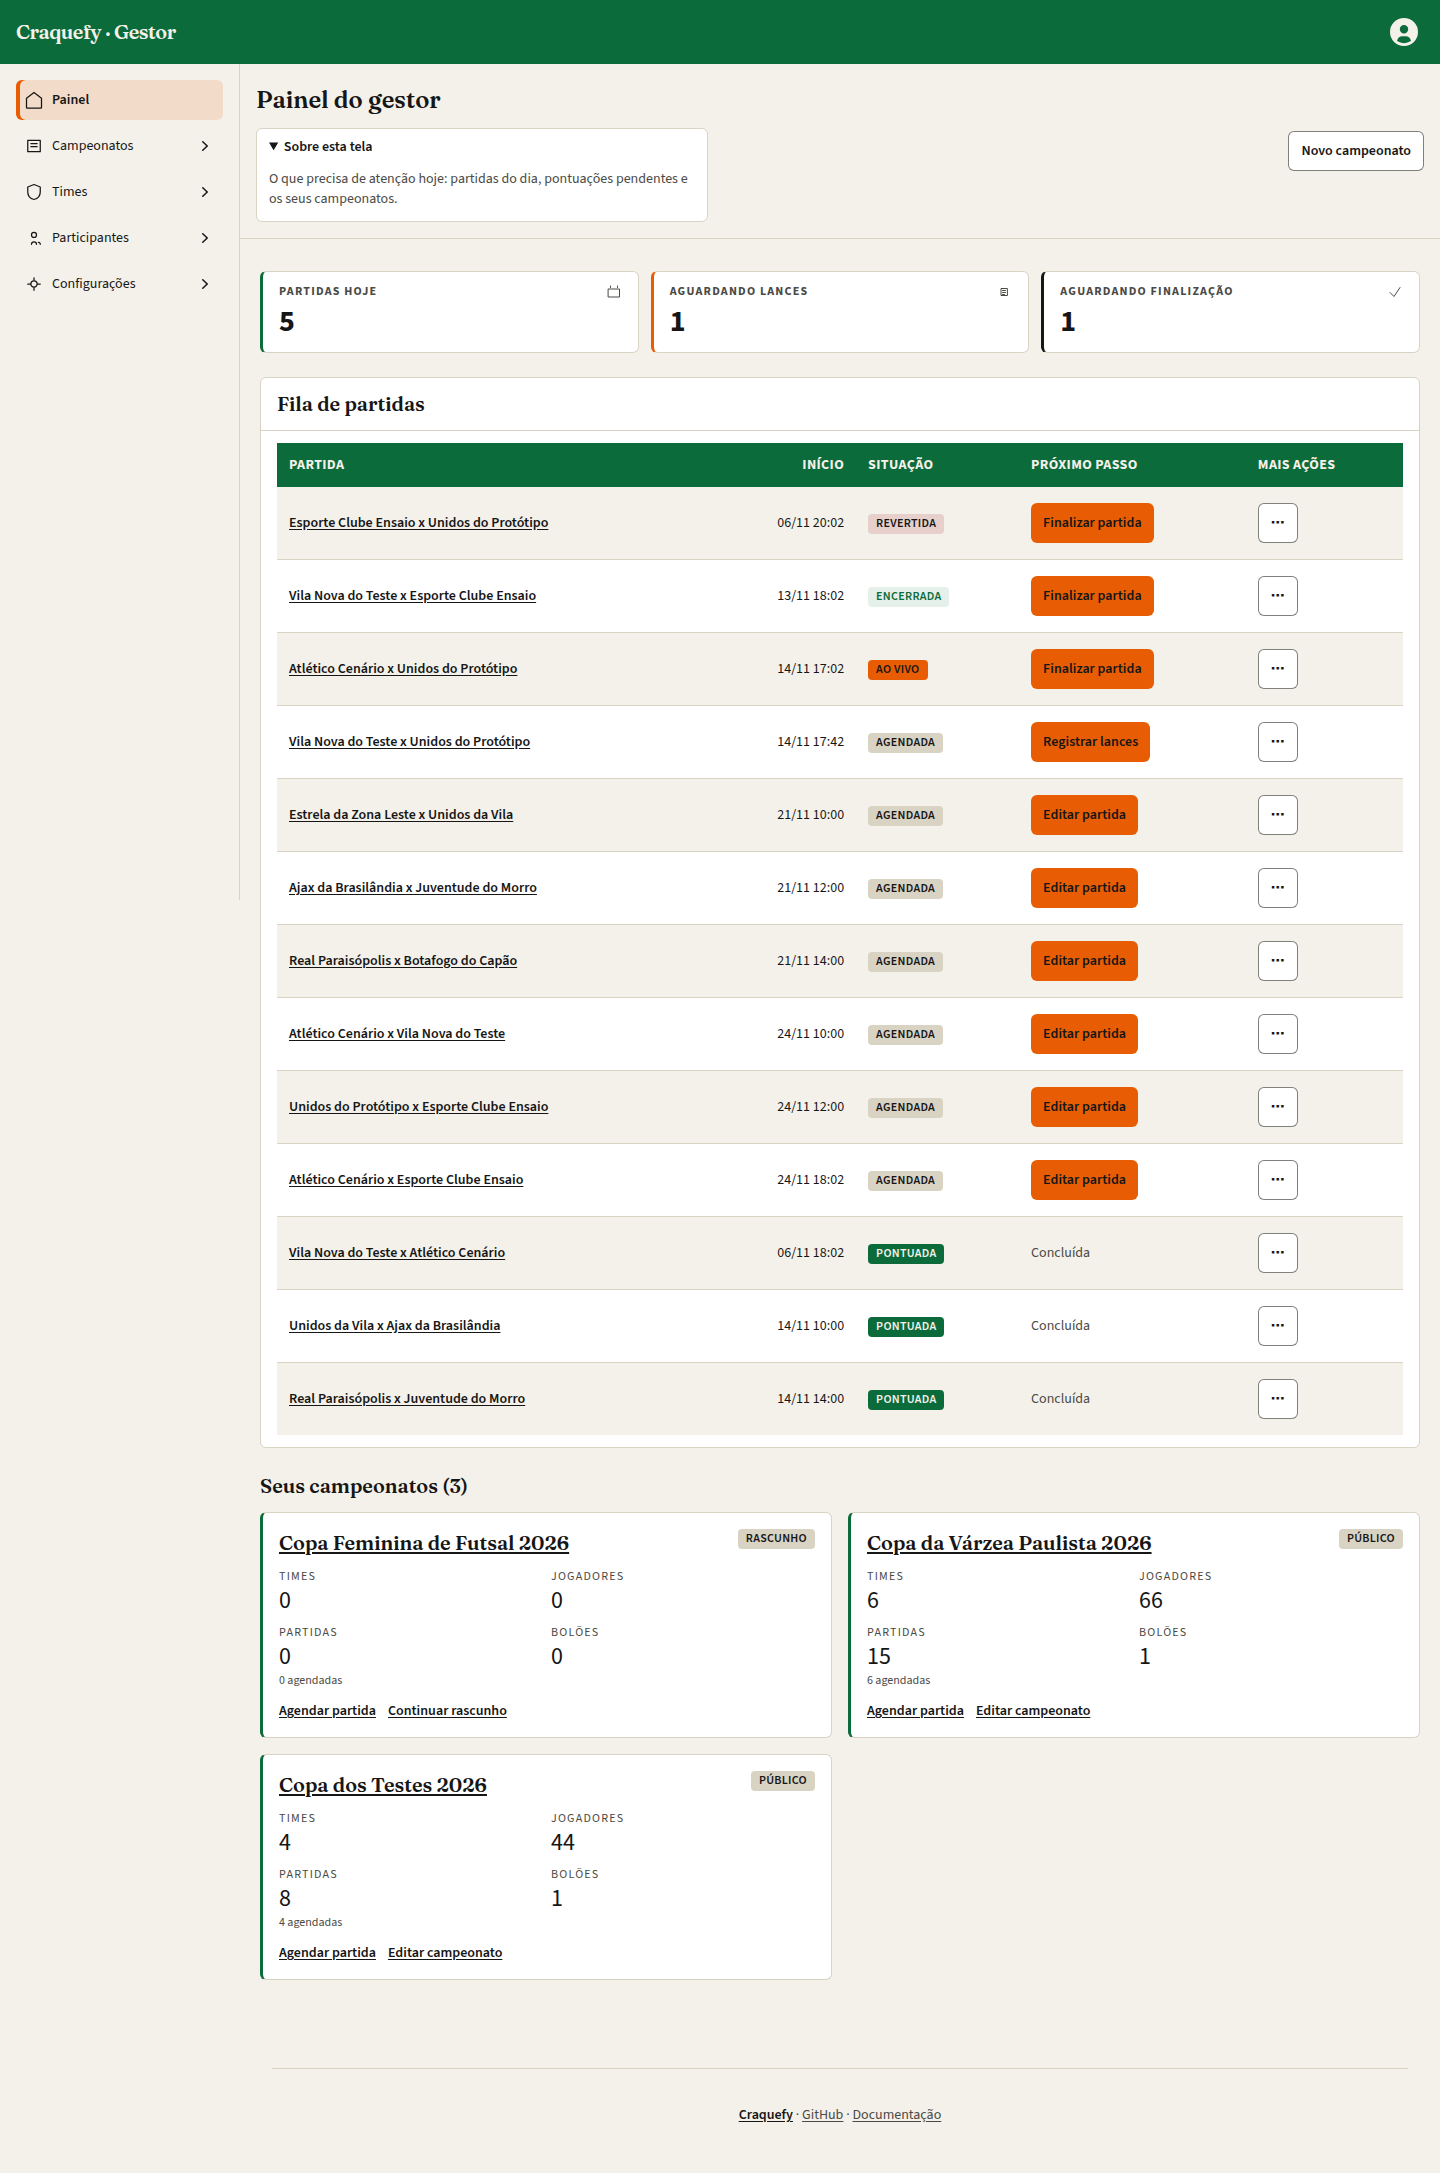 Craquefy · Gestor
Painel
Campeonatos
Times
Participantes
Configurações
Painel do gestor
Sobre esta tela
O que precisa de atenção hoje: partidas do dia, pontuações pendentes e
os seus campeonatos.
Novo campeonato
PARTIDAS HOJE
5
AGUARDANDO LANCES
1
AGUARDANDO FINALIZAÇÃO
1
Fila de partidas
PARTIDA INÍCIO SITUAÇÃO PRÓXIMO PASSO MAIS AÇÕES
Esporte Clube Ensaio x Unidos do Protótipo 06/11 20:02 REVERTIDA Finalizar partida ...
Vila Nova do Teste x Esporte Clube Ensaio 13/11 18:02 ENCERRADA Finalizar partida ...
Atlético Cenário x Unidos do Protótipo 14/11 17:02 AO VIVO Finalizar partida ...
Vila Nova do Teste x Unidos do Protótipo 14/11 17:42 AGENDADA Registrar lances ...
Estrela da Zona Leste x Unidos da Vila 21/11 10:00 AGENDADA Editar partida ...
Ajax da Brasilândia x Juventude do Morro 21/11 12:00 AGENDADA Editar partida ...
Real Paraisópolis x Botafogo do Capão 21/11 14:00 AGENDADA Editar partida ...
Atlético Cenário x Vila Nova do Teste 24/11 10:00 AGENDADA Editar partida ...
Unidos do Protótipo x Esporte Clube Ensaio 24/11 12:00 AGENDADA Editar partida ...
Atlético Cenário x Esporte Clube Ensaio 24/11 18:02 AGENDADA Editar partida ...
Vila Nova do Teste x Atlético Cenário 06/11 18:02 PONTUADA Concluída ...
Unidos da Vila x Ajax da Brasilândia 14/11 10:00 PONTUADA Concluída ...
Real Paraisópolis x Juventude do Morro 14/11 14:00 PONTUADA Concluída ...
Seus campeonatos (3)
Copa Feminina de Futsal 2026 RASCUNHO
TIMES JOGADORES
0 0
PARTIDAS BOLÕES
0 0
0 agendadas
Agendar partida Continuar rascunho
Copa da Várzea Paulista 2026 PÚBLICO
TIMES JOGADORES
6 66
PARTIDAS BOLÕES
15 1
6 agendadas
Agendar partida Editar campeonato
Copa dos Testes 2026 PÚBLICO
TIMES JOGADORES
4 44
PARTIDAS BOLÕES
8 1
4 agendadas
Agendar partida Editar campeonato
Craquefy · GitHub · Documentação